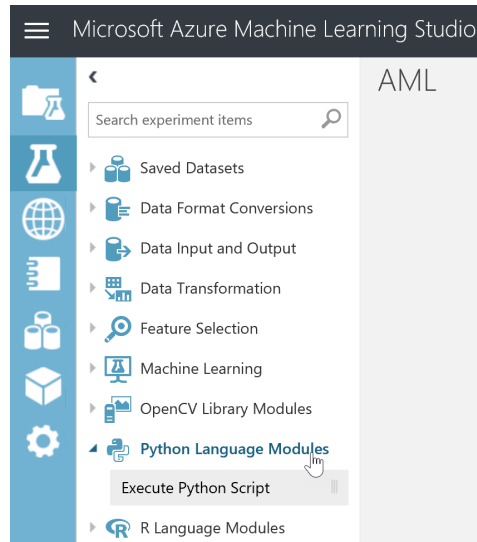 Microsoft Azure Machine Learning Studio
AML
Search experiment items
Saved Datasets
Data Format Conversions
Data Input and Output
Data Transformation
Feature Selection
Machine Learning
OpenCV Library Modules
Python Language Modules
Execute Python Script
R Language Modules